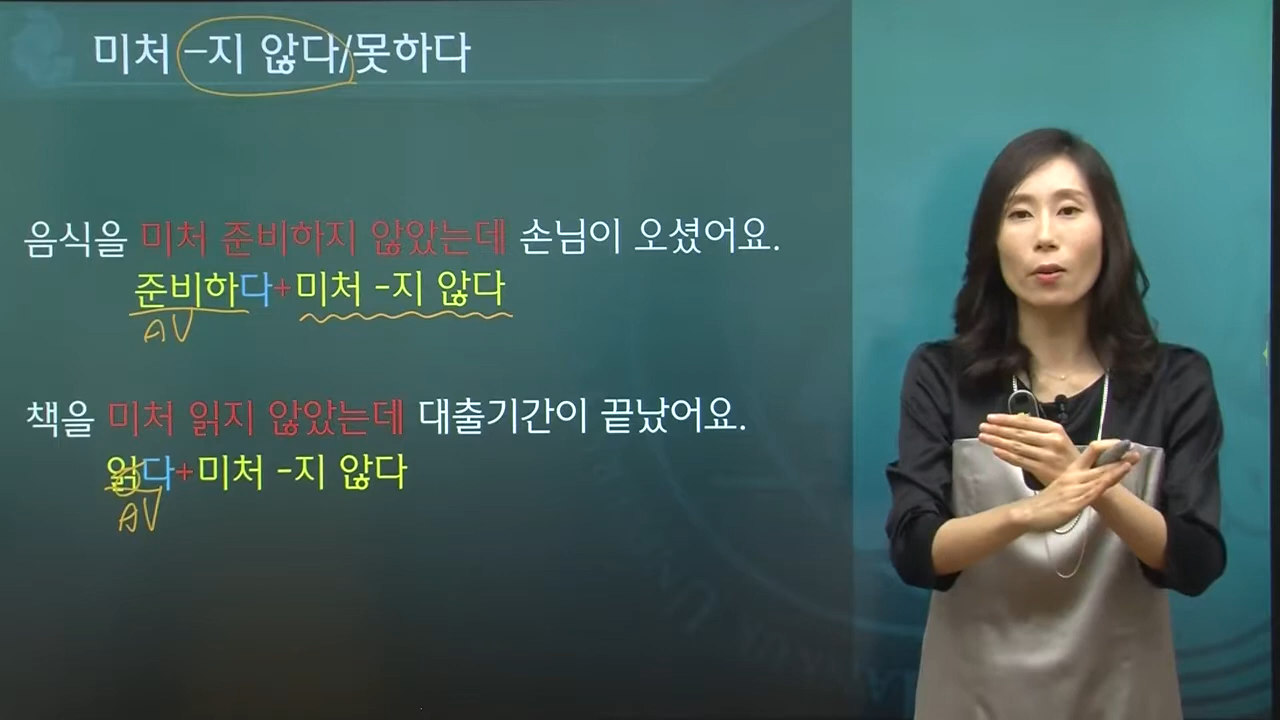 미처 –지 않다/못하다
음식을 미처 준비하지 않았는데 손님이 오셨어요.
준비하다+미처 -지 않다
AV
책을 미처 읽지 않았는데 대출기간이 끝났어요.
읽다+미처 -지 않다
AV